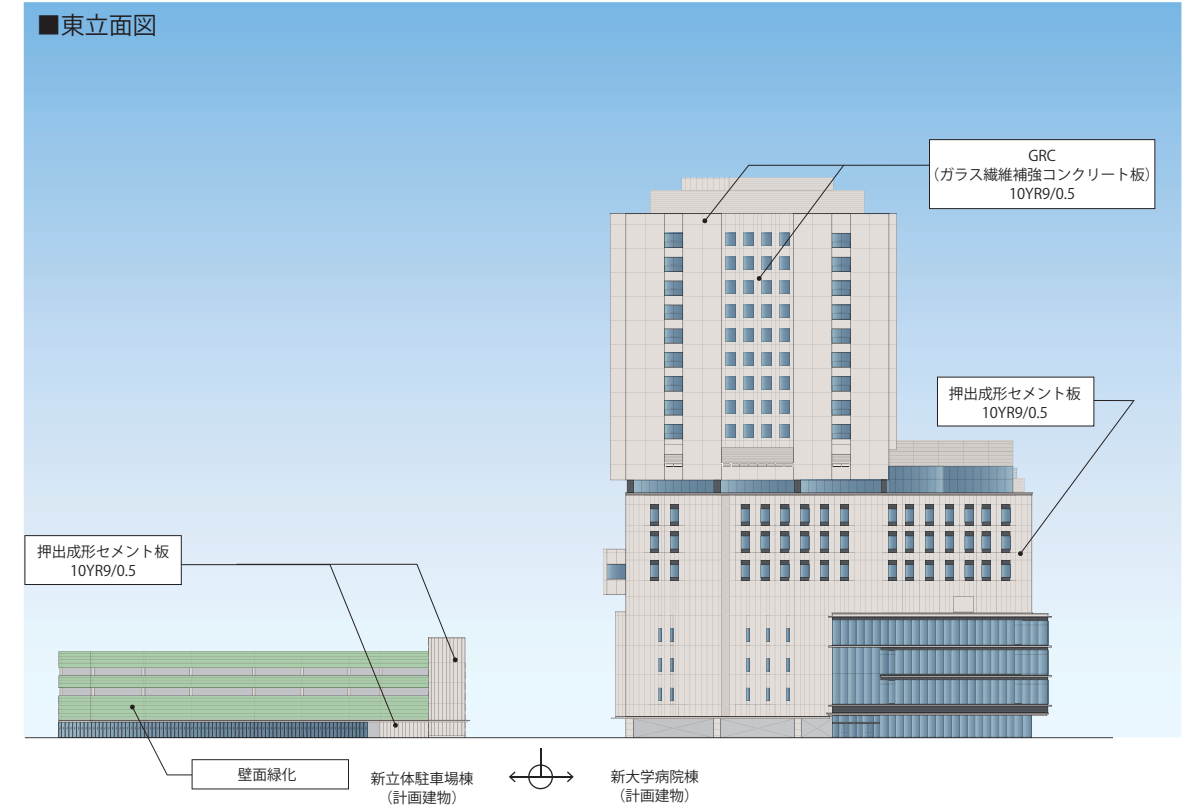 ■東立面図
GRC
（ガラス繊維補強コンクリート板）
10YR9/0.5
押出成形セメント板
10YR9/0.5
押出成形セメント板
10YR9/0.5
壁面緑化
新立体駐車場棟
（計画建物）
新大学病院棟
（計画建物）